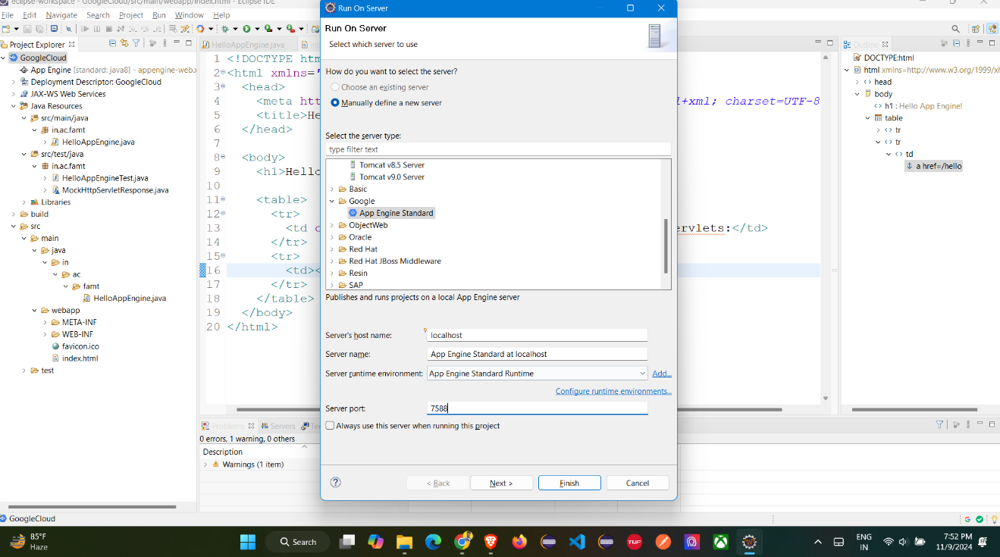 eclipse-workspace - GoogleCloud/src/main/webapp/index.html - Eclipse IDE
File Edit Navigate Search Project Run Window Help
Project Explorer
GoogleCloud
App Engine [standard: java8] - appengine-web.x
Deployment Descriptor: GoogleCloud
JAX-WS Web Services
Java Resources
src/main/java
in.ac.famt
HelloAppEngine.java
src/test/java
in.ac.famt
HelloAppEngineTest.java
MockHttpServletResponse.java
Libraries
build
src
main
java
in
ac
famt
HelloAppEngine.java
webapp
META-INF
WEB-INF
favicon.ico
index.html
test
HelloAppEngine.java
1 <!DOCTYPE htm
2 <html xmlns='
3 <head>
4 <meta htt l+xml; charset=UTF-8
5 <title>He
6 </head>
7
8 <body>
9 <h1>Hello
10
11 <table>
12 <tr>
13 <td c ervlets:</td>
14 </tr>
15 <tr>
16 <td><
17 </tr>
18 </table>
19 </body>
20 </html>
Run On Server
Run On Server
Select which server to use
How do you want to select the server?
Choose an existing server
Manually define a new server
Select the server type:
type filter text
Tomcat v8.5 Server
Tomcat v9.0 Server
Basic
Google
App Engine Standard
ObjectWeb
Oracle
Red Hat
Red Hat JBoss Middleware
Resin
SAP
Publishes and runs projects on a local App Engine server
Server's host name: localhost
Server name: App Engine Standard at localhost
Server runtime environment: App Engine Standard Runtime Add...
Configure runtime environments...
Server port: 7588
Always use this server when running this project
< Back Next > Finish Cancel
Outline
DOCTYPE:html
html xmlns=http://www.w3.org/1999/xh
head
body
h1 : Hello App Engine!
table
tr
tr
td
a href=/hello
Problems Servers Te
0 errors, 1 warning, 0 others
Description
Warnings (1 item)
GoogleCloud
85°F
Haze
Search
TUF
ENG
IN
7:52 PM
11/9/2024